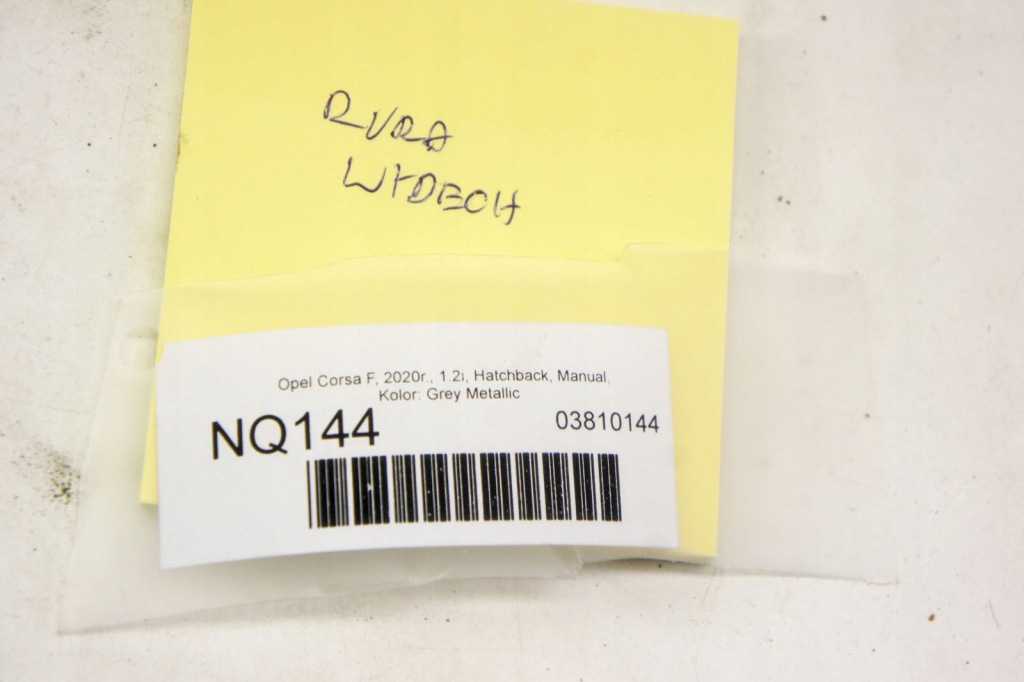 RURA
WYDECH
Opel Corsa F, 2020r., 1.2i, Hatchback, Manual,
Kolor: Grey Metallic
NQ144
03810144